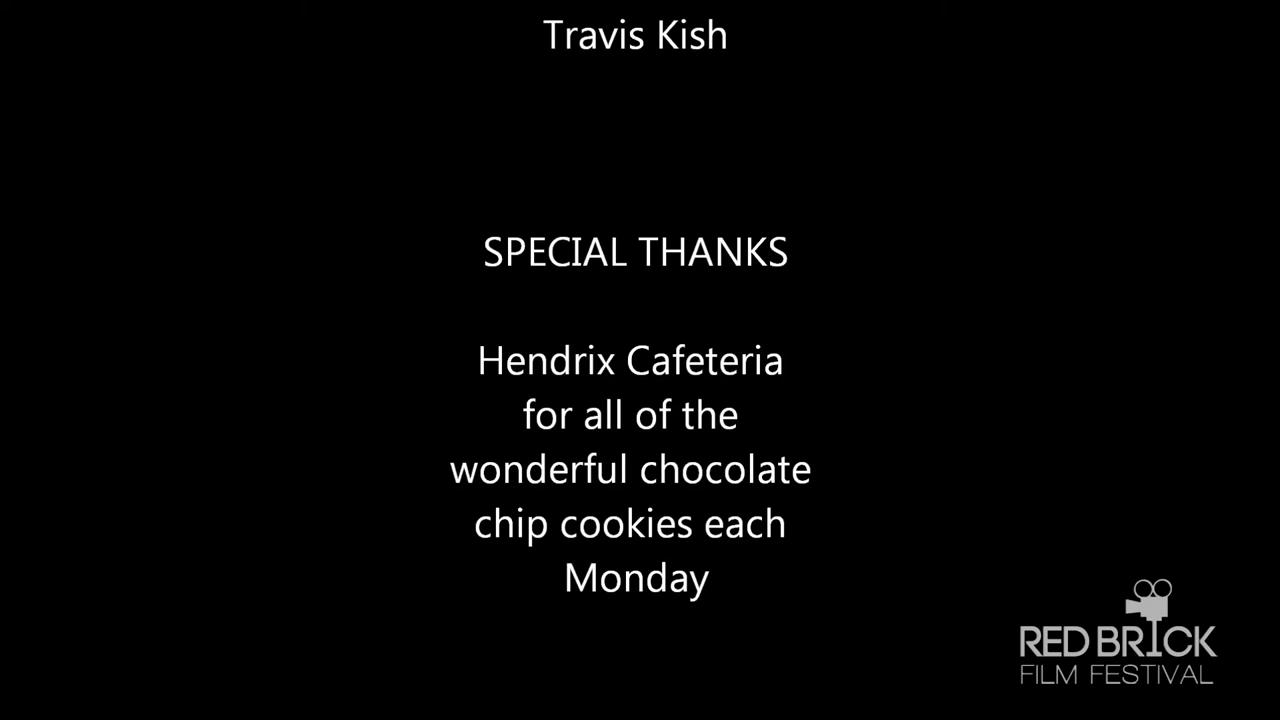 Travis Kish
SPECIAL THANKS
Hendrix Cafeteria
for all of the
wonderful chocolate
chip cookies each
Monday
RED BRICK
FILM FESTIVAL